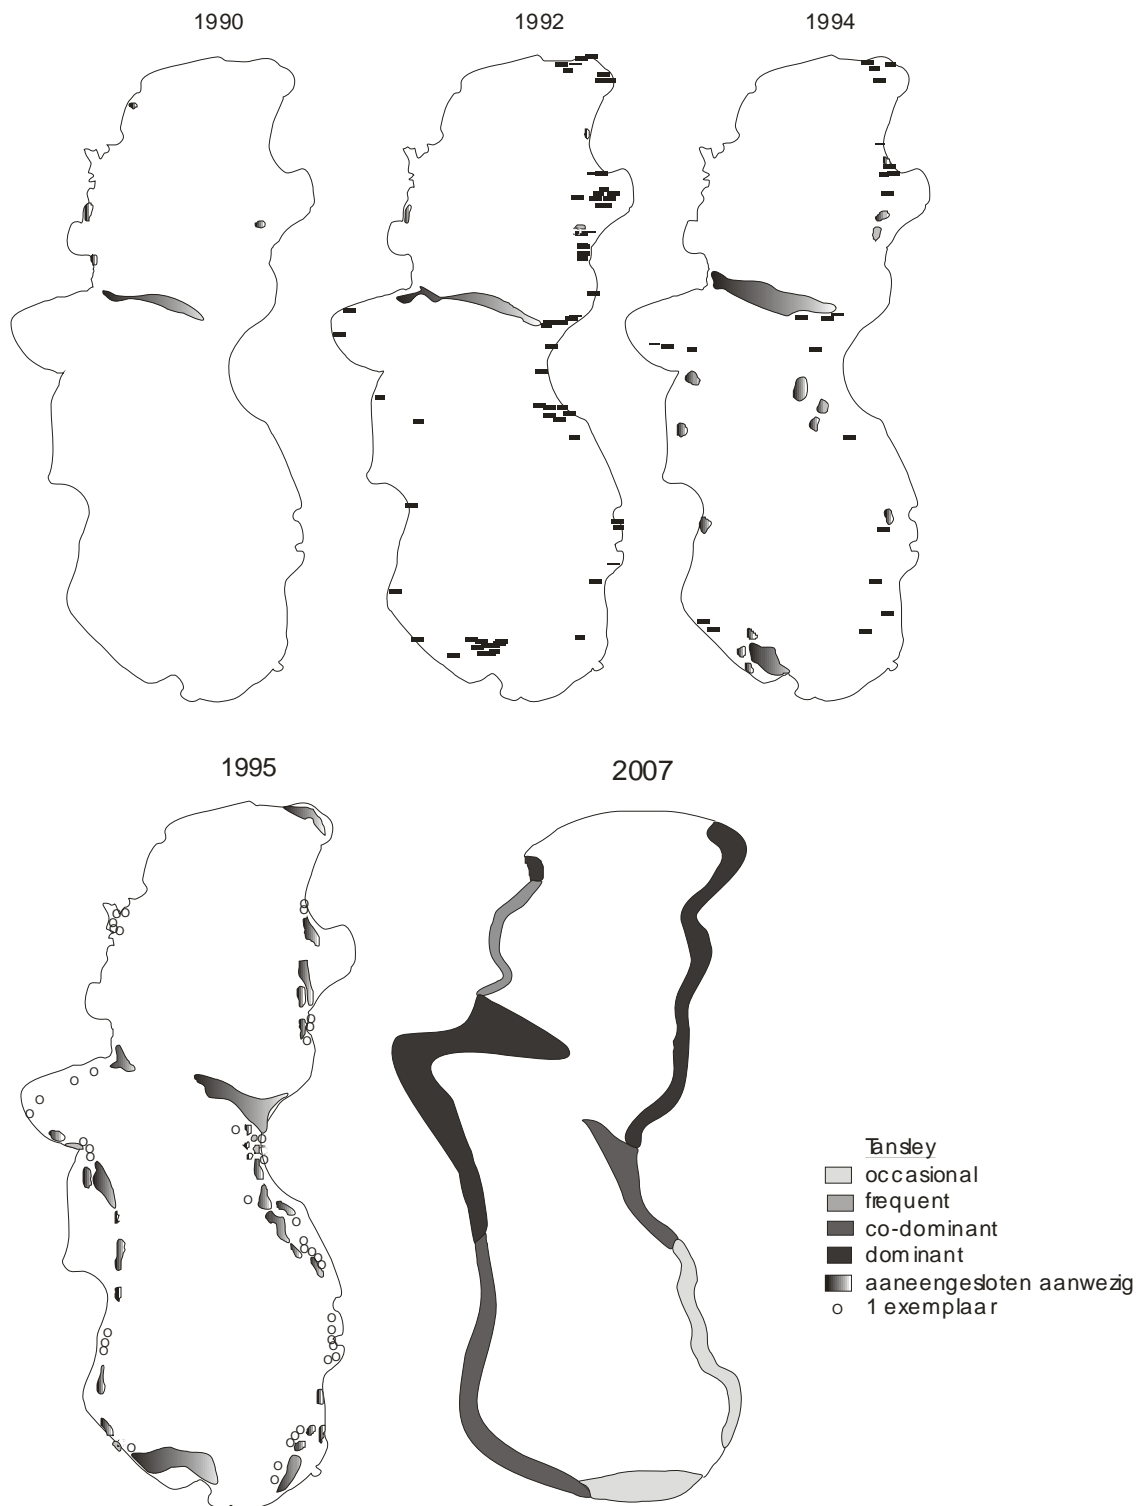 1990
1992
1994
1995
2007
Tansley
occasional
frequent
co-dominant
dominant
aaneengesloten aanwezig
1 exemplaar